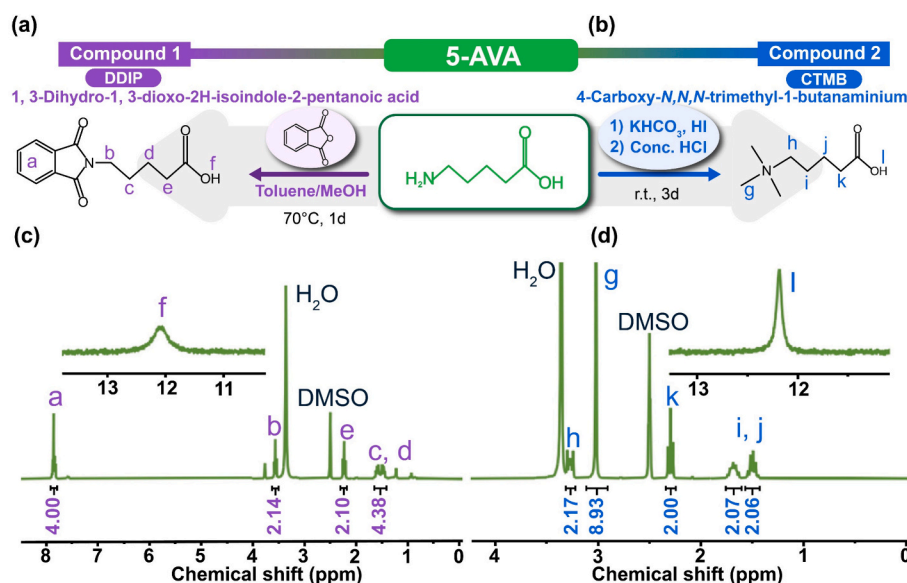 (a)
(b)
Compound 1
5-AVA
Compound 2
DDIP
CTMB
1, 3-Dihydro-1, 3-dioxo-2H-isoindole-2-pentanoic acid
4-Carboxy-N,N,N-trimethyl-1-butanaminium
O
N
O
O
OH
a
b
c
d
e
f
O
O
O
Toluene/MeOH
70°C, 1d
H2N
O
OH
1) KHCO3, HI
2) Conc. HCl
r.t., 3d
N
O
OH
g
h
i
j
k
l
(c)
(d)
f
13 12 11
a
H2O
b
DMSO
e
c, d
4.00
2.14
2.10
4.38
8 7 6 5 4 3 2 1 0
Chemical shift (ppm)
H2O
g
l
DMSO
13 12
h
k
i, j
2.17
8.93
2.00
2.07
2.06
4 3 2 1 0
Chemical shift (ppm)